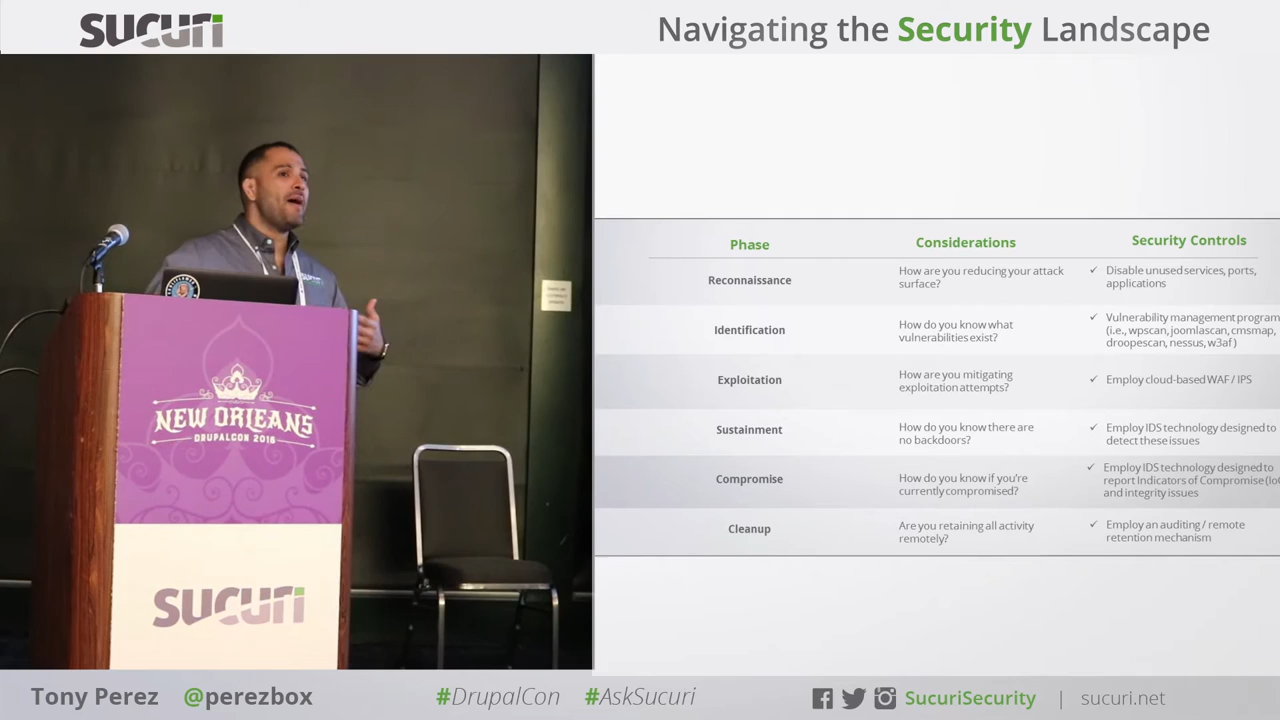 sucuri
Navigating the Security Landscape
NEW ORLEANS
DRUPALCON 2016
sucuri
Phase Considerations Security Controls
Reconnaissance
How are you reducing your attack
surface?
✓ Disable unused services, ports,
applications
Identification
How do you know what
vulnerabilities exist?
✓ Vulnerability management program
(i.e., wpscan, joomlascan, cmsmap,
droopescan, nessus, w3af )
Exploitation
How are you mitigating
exploitation attempts?
✓ Employ cloud-based WAF / IPS
Sustainment
How do you know there are
no backdoors?
✓ Employ IDS technology designed to
detect these issues
Compromise
How do you know if you’re
currently compromised?
✓ Employ IDS technology designed to
report Indicators of Compromise
and integrity issues
Cleanup
Are you retaining all activity
remotely?
✓ Employ an auditing / remote
retention mechanism
Tony Perez @perezbox #DrupalCon #AskSucuri SucuriSecurity | sucuri.net